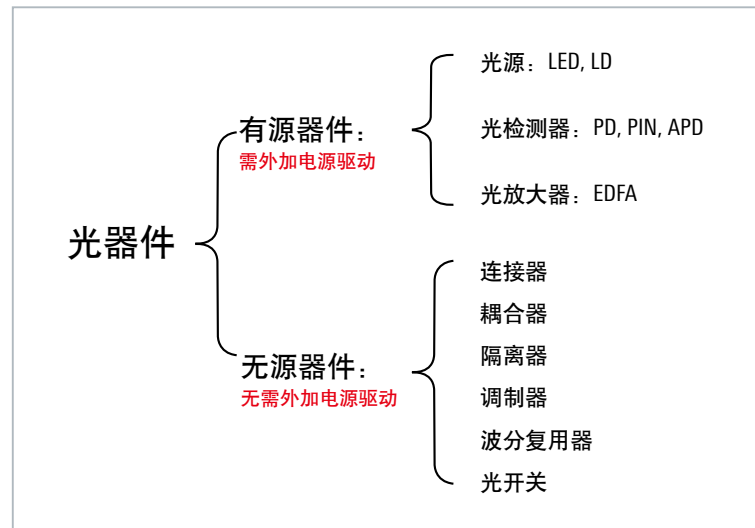 光器件
有源器件：
需外加电源驱动
光源：LED, LD
光检测器：PD, PIN, APD
光放大器：EDFA
无源器件：
无需外加电源驱动
连接器
耦合器
隔离器
调制器
波分复用器
光开关